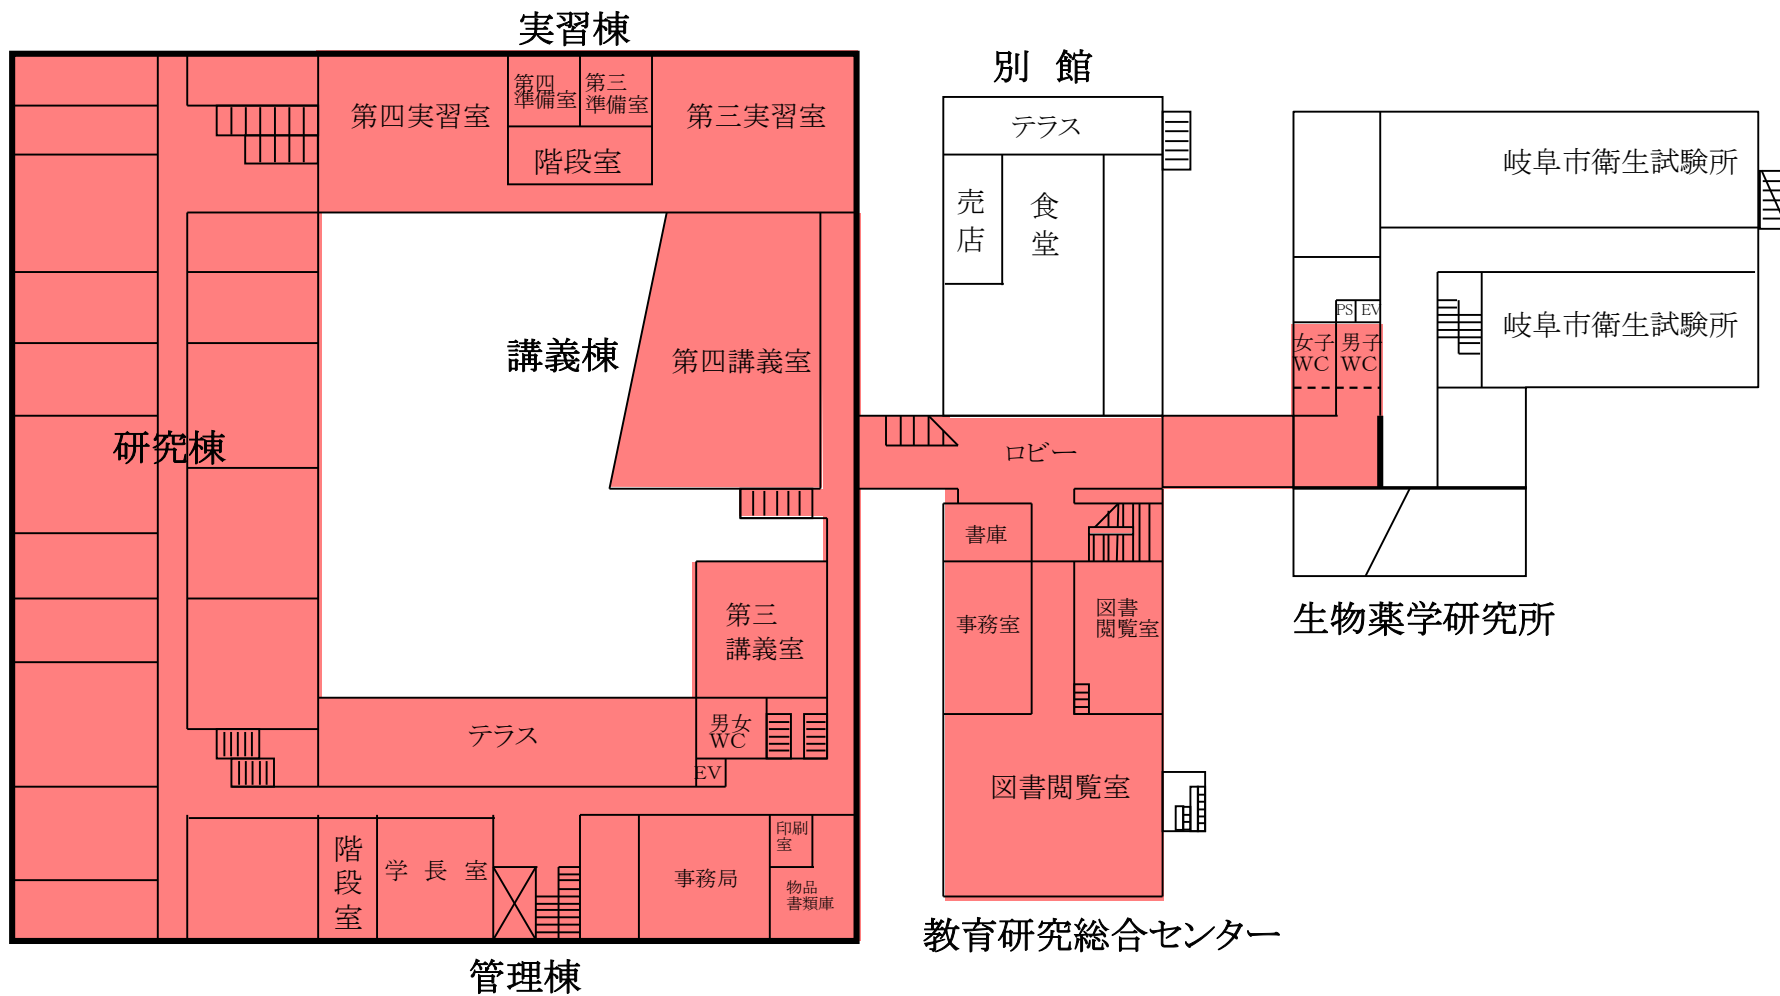 実習棟
別　館
第四
準備室
第三
準備室
第四実習室
第三実習室
階段室
テラス
売
店
食
堂
岐阜市衛生試験所
PS
EV
岐阜市衛生試験所
女子
WC
男子
WC
講義棟
第四講義室
研究棟
ロビー
書庫
第三
講義室
事務室
図書
閲覧室
生物薬学研究所
テラス
男女
WC
EV
図書閲覧室
階
段
室
学 長 室
事務局
印刷
室
物品
書類庫
教育研究総合センター
管理棟